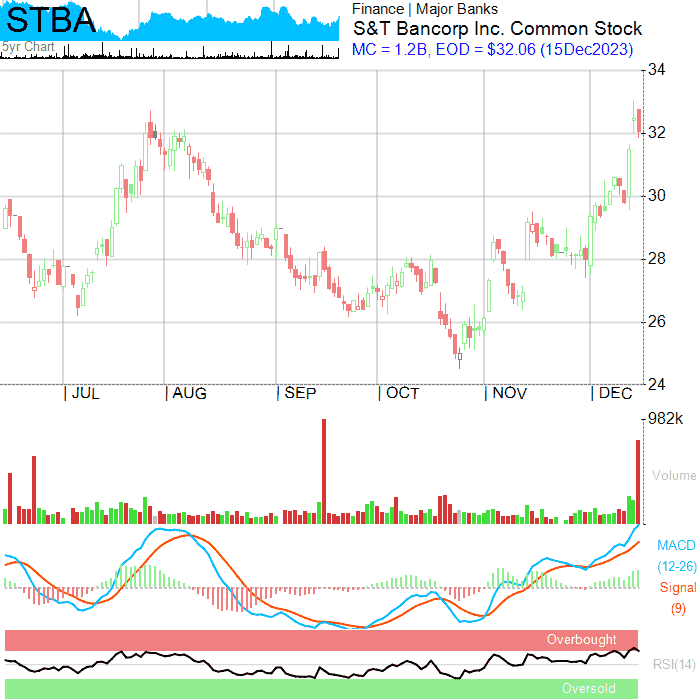 STBA
5yr Chart
Finance | Major Banks
S&T Bancorp Inc. Common Stock
MC = 1.2B, EOD = $32.06 (15Dec2023)
34
32
30
28
26
24
| JUL | AUG | SEP | OCT | NOV | DEC
982k
Volume
MACD
(12-26)
Signal
(9)
Overbought
RSI(14)
Oversold